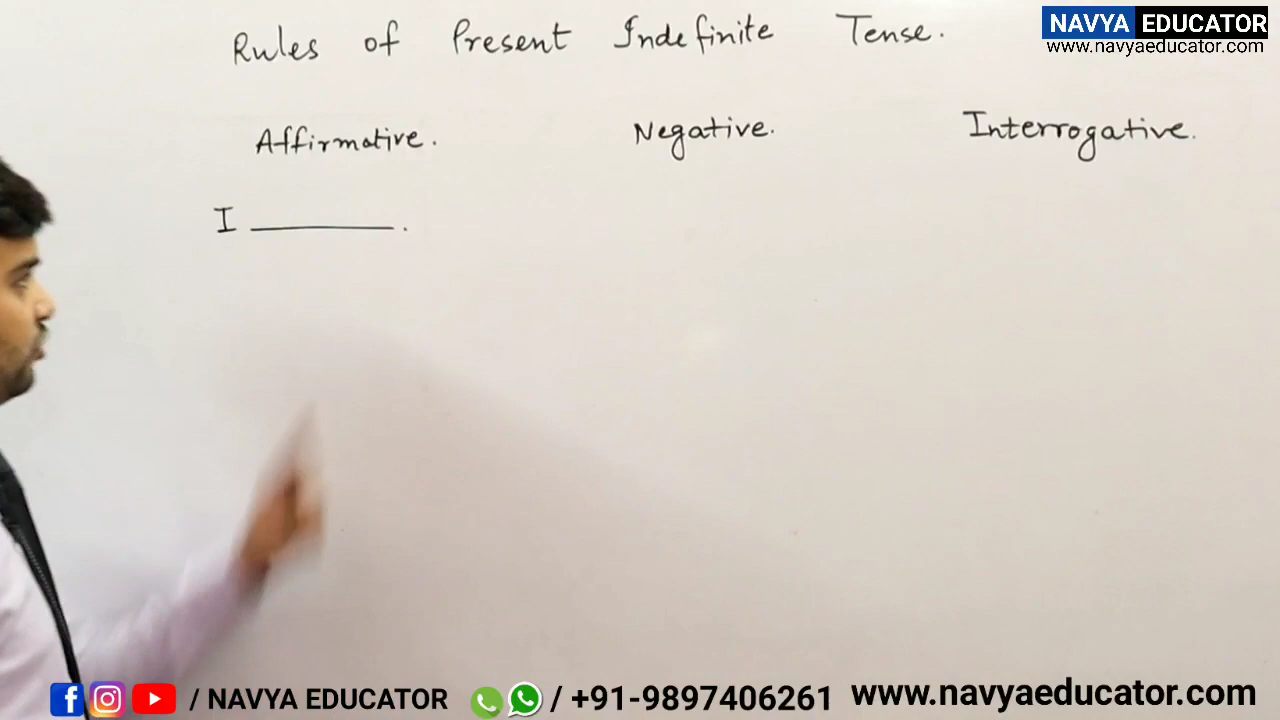 NAVYA EDUCATOR
www.navyaeducator.com
Rules of Present Indefinite Tense.
Affirmative. Negative. Interrogative.
I ________.
/ NAVYA EDUCATOR / +91-9897406261 www.navyaeducator.com